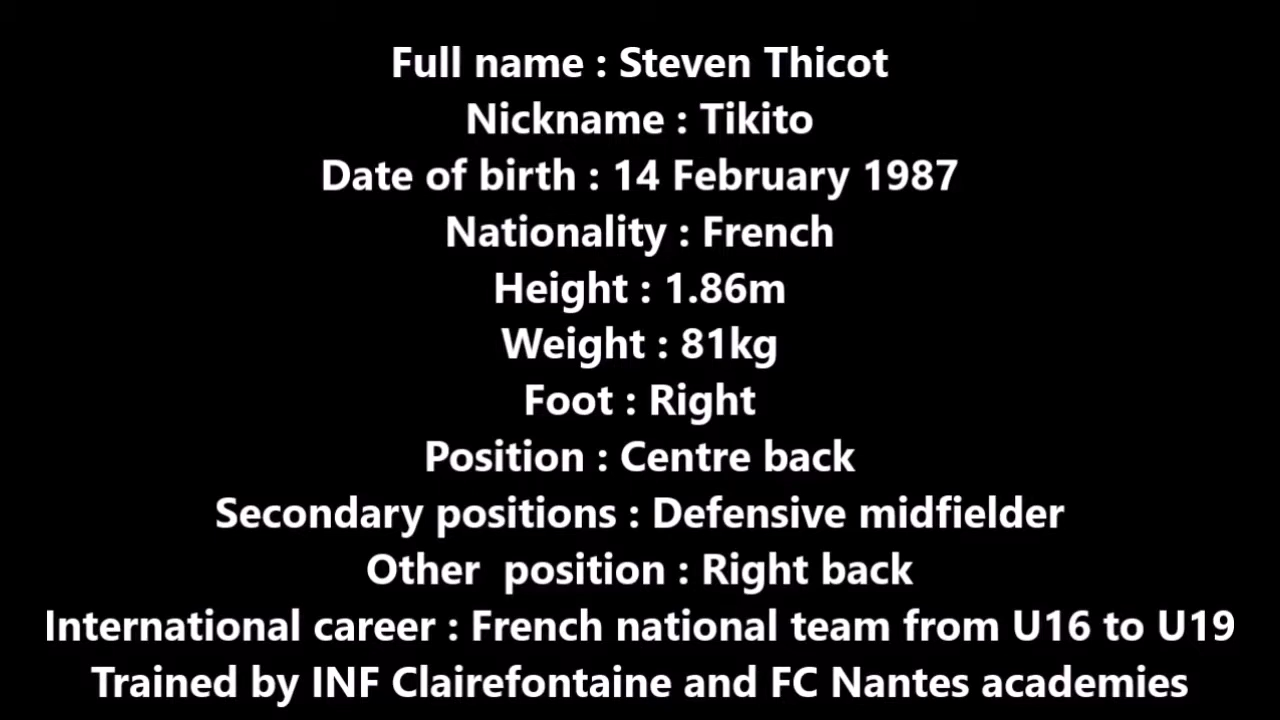 Full name : Steven Thicot
Nickname : Tikito
Date of birth : 14 February 1987
Nationality : French
Height : 1.86m
Weight : 81kg
Foot : Right
Position : Centre back
Secondary positions : Defensive midfielder
Other  position : Right back
International career : French national team from U16 to U19
Trained by INF Clairefontaine and FC Nantes academies